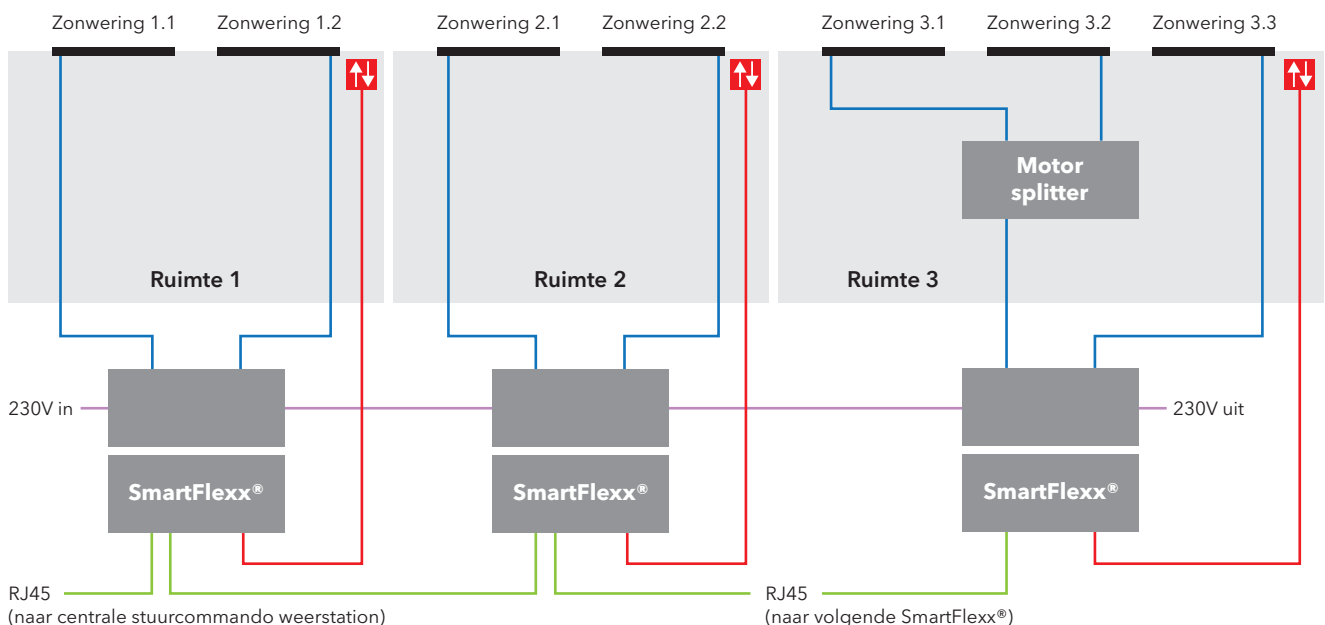 Zonwering 1.1
Zonwering 1.2
Zonwering 2.1
Zonwering 2.2
Zonwering 3.1
Zonwering 3.2
Zonwering 3.3
Motor
splitter
Ruimte 1
Ruimte 2
Ruimte 3
230V in
230V uit
SmartFlexx®
SmartFlexx®
SmartFlexx®
RJ45
(naar centrale stuurcommando weerstation)
RJ45
(naar volgende SmartFlexx®)